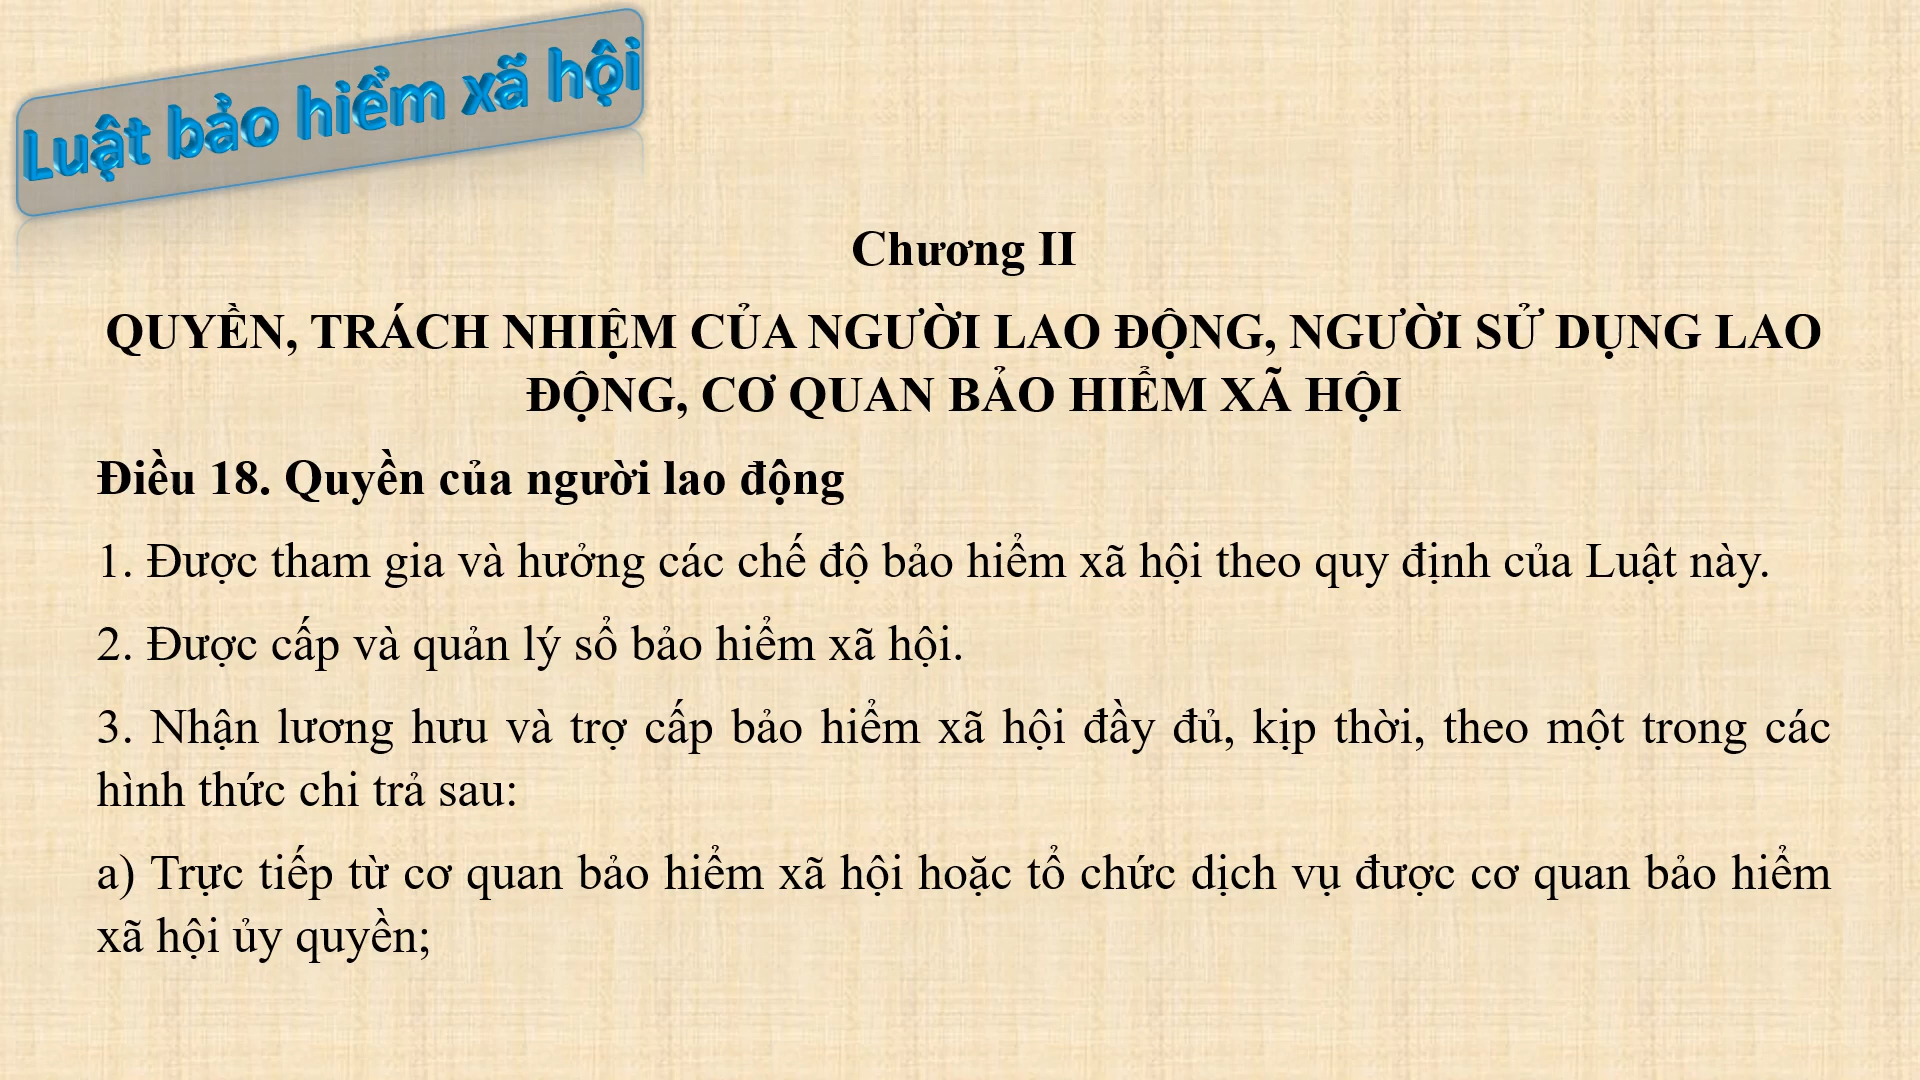 Luật bảo hiểm xã hội
Chương II
QUYỀN, TRÁCH NHIỆM CỦA NGƯỜI LAO ĐỘNG, NGƯỜI SỬ DỤNG LAO
ĐỘNG, CƠ QUAN BẢO HIỂM XÃ HỘI
Điều 18. Quyền của người lao động
1. Được tham gia và hưởng các chế độ bảo hiểm xã hội theo quy định của Luật này.
2. Được cấp và quản lý sổ bảo hiểm xã hội.
3. Nhận lương hưu và trợ cấp bảo hiểm xã hội đầy đủ, kịp thời, theo một trong các
hình thức chi trả sau:
a) Trực tiếp từ cơ quan bảo hiểm xã hội hoặc tổ chức dịch vụ được cơ quan bảo hiểm
xã hội ủy quyền;